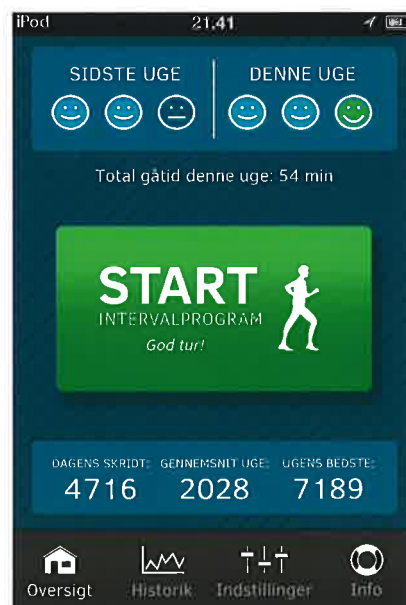 iPod 21.41
SIDSTE UGE DENNE UGE
Total gåtid denne uge: 54 min
START
INTERVALPROGRAM
God tur!
DAGENS SKRIDT: GENNEMSNIT UGE: UGENS BEDSTE:
4716 2028 7189
Oversigt Historik Indstillinger Info